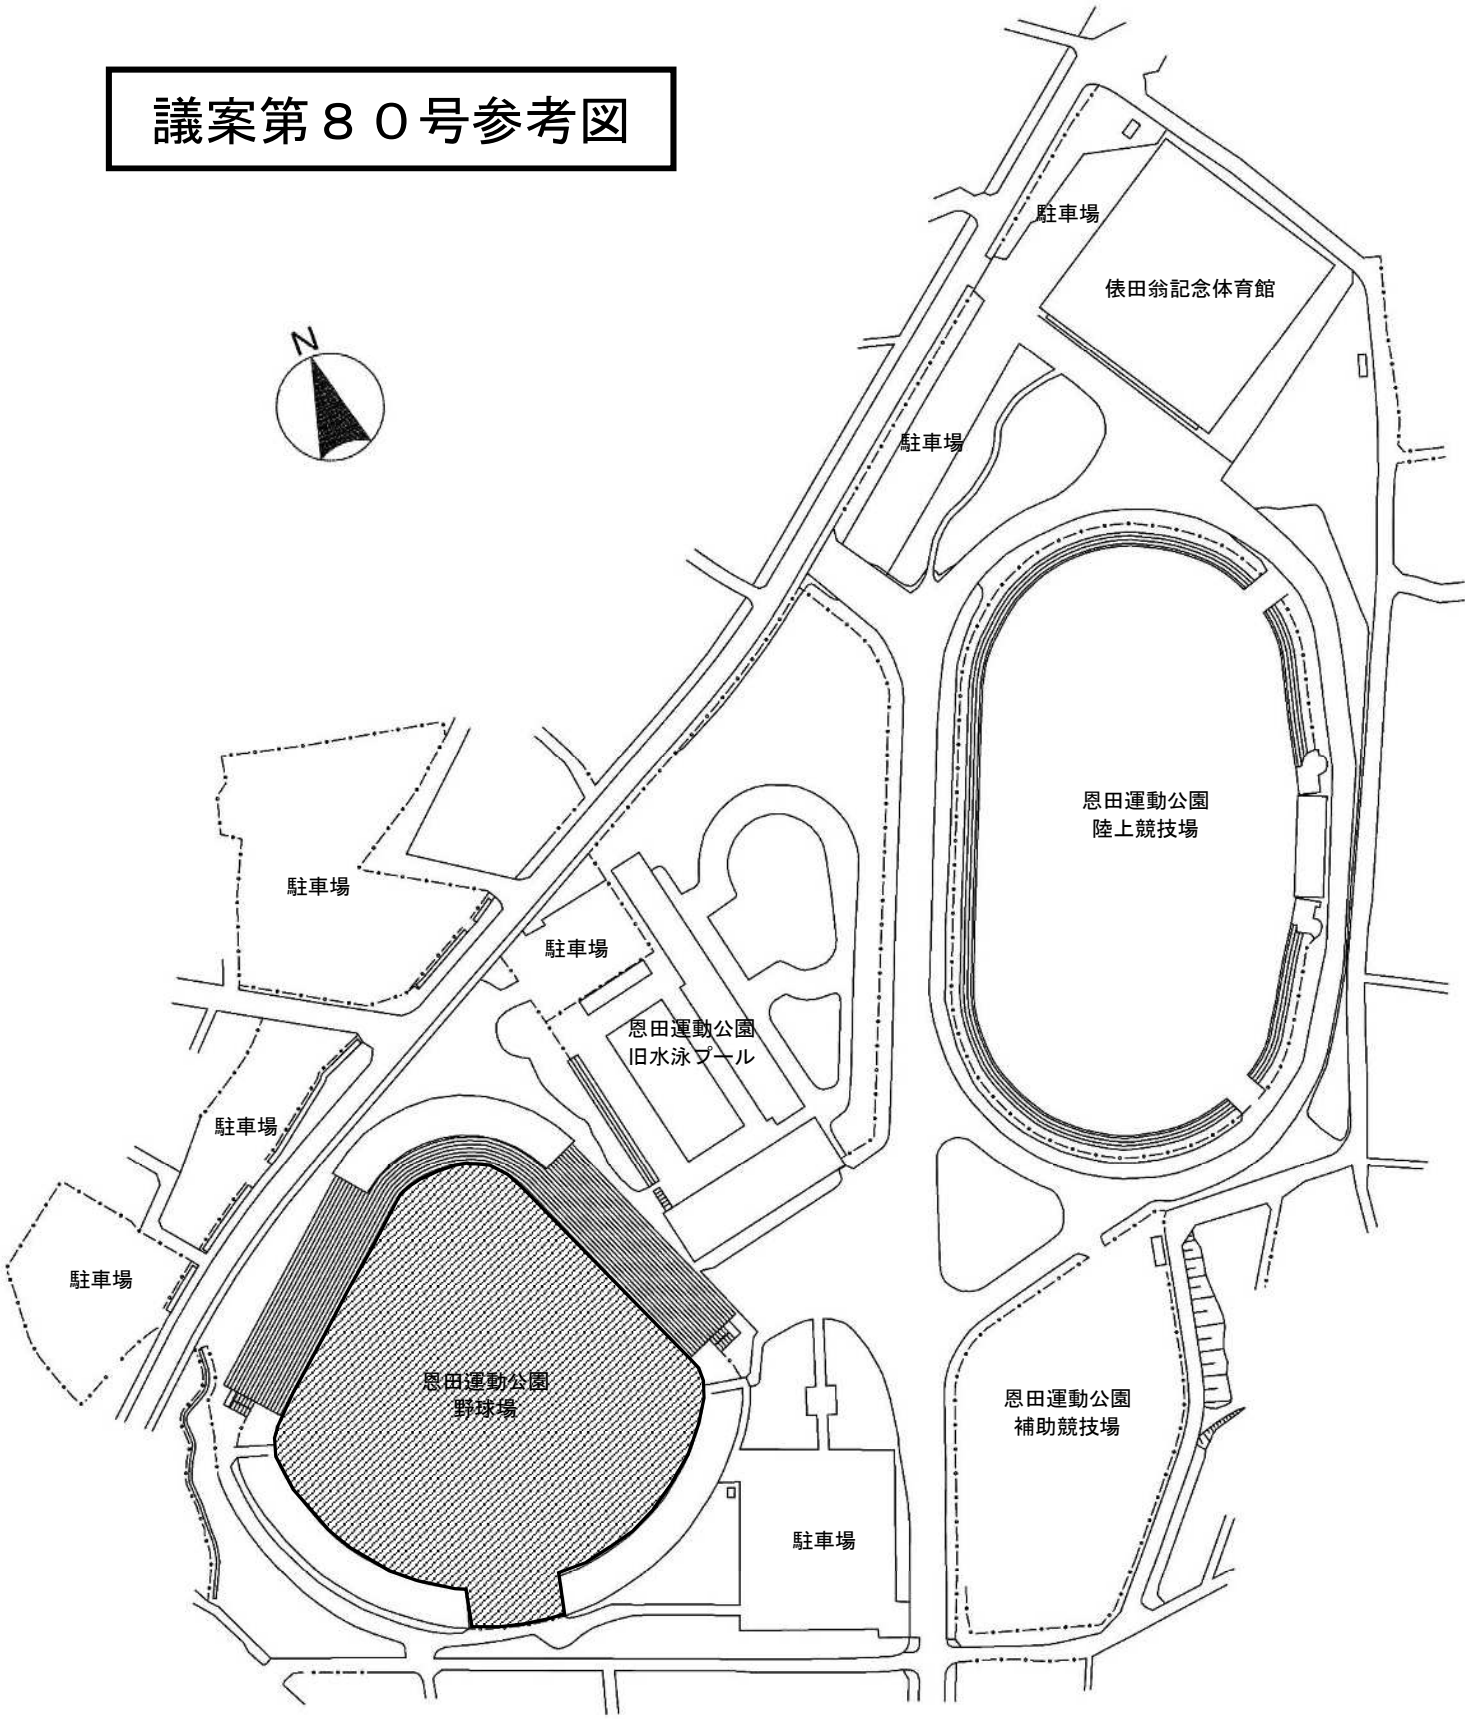 議案第８０号参考図
駐車場
俵田翁記念体育館
N
駐車場
恩田運動公園
陸上競技場
駐車場
駐車場
恩田運動公園
旧水泳プール
駐車場
駐車場
恩田運動公園
野球場
恩田運動公園
補助競技場
駐車場